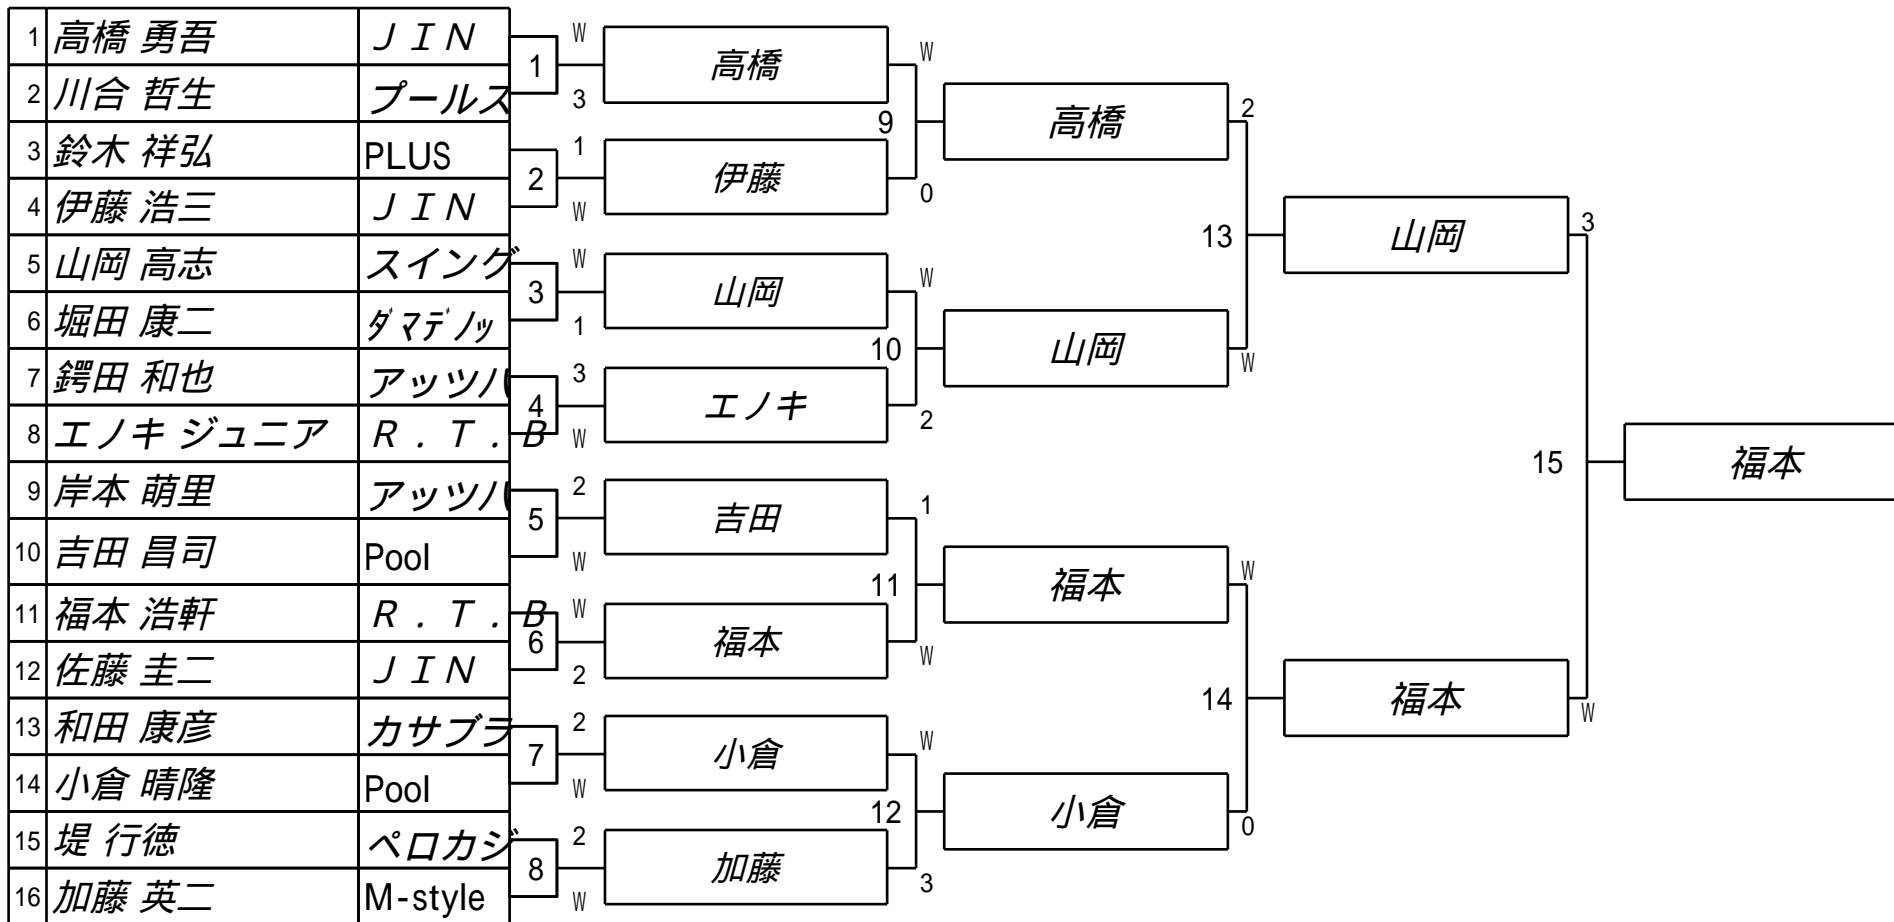 1 高橋 勇吾 ＪＩＮ
2 川合 哲生 プールス
3 鈴木 祥弘 PLUS
4 伊藤 浩三 ＪＩＮ
5 山岡 高志 スイング
6 堀田 康二 ﾀﾞﾏﾃﾞﾉｯ
7 鍔田 和也 アッツハ
8 エノキ ジュニア Ｒ．Ｔ．Ｂ
9 岸本 萌里 アッツハ
10 吉田 昌司 Pool
11 福本 浩軒 Ｒ．Ｔ．Ｂ
12 佐藤 圭二 ＪＩＮ
13 和田 康彦 カサブラ
14 小倉 晴隆 Pool
15 堤 行徳 ペロカジ
16 加藤 英二 M-style
1 W 3
2 1 W
3 W 1
4 3 W
5 2 W
6 W 2
7 2 W
8 2 W
高橋 W
9
伊藤 0
山岡 W
10
エノキ 2
吉田 1
11
福本 W
小倉 W
12
加藤 3
高橋 2
13
山岡 W
福本 W
14
小倉 0
山岡 3
15
福本 W
福本